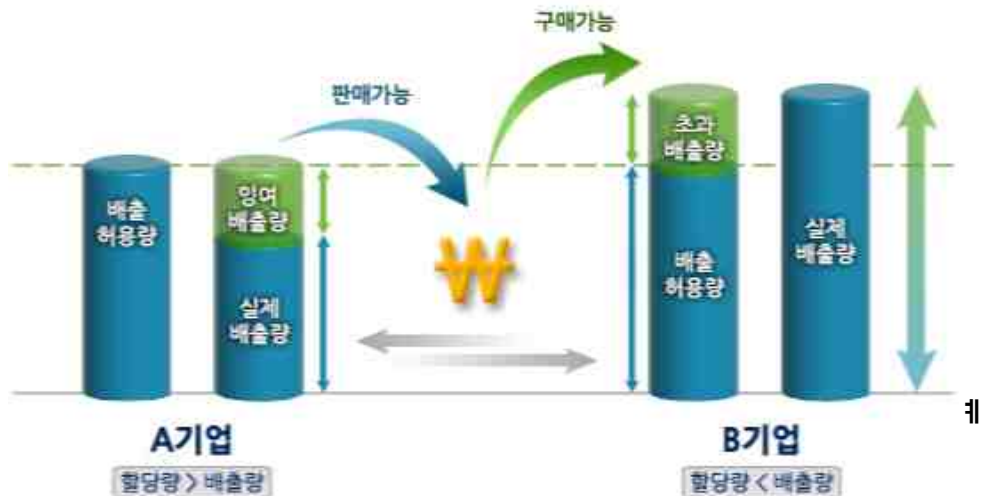 구매가능
판매가능
배출
허용량
잉여
배출량
실제
배출량
₩
초과
배출량
배출
허용량
실제
배출량
A기업
할당량 > 배출량
B기업
할당량 < 배출량